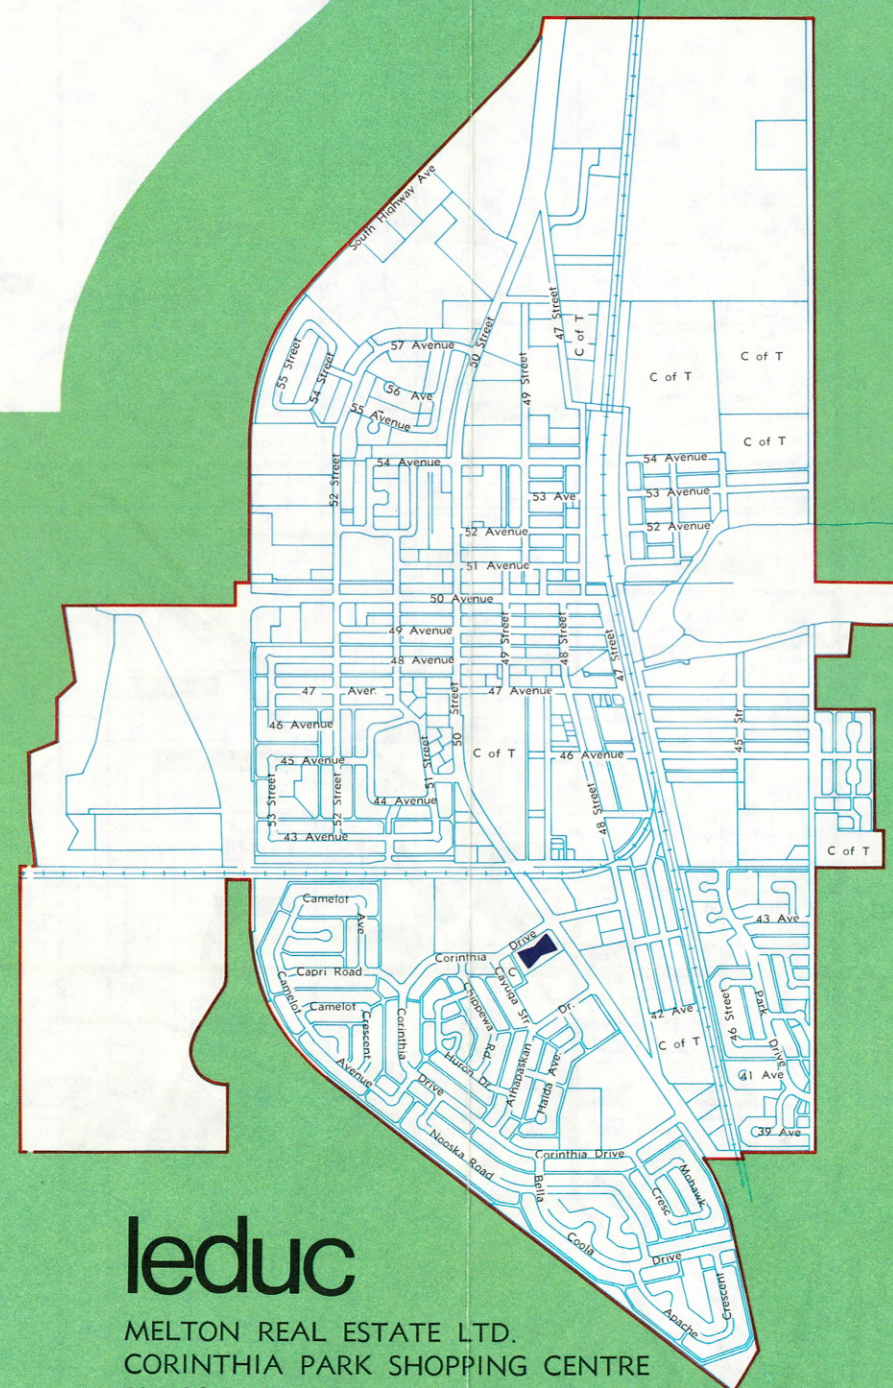 South Highway Ave
47 Street
C of T
50 Street
57 Avenue
55 Street
54 Street
49 Street
C of T
C of T
56 Ave
55 Avenue
C of T
54 Avenue
54 Avenue
52 Street
53 Ave
53 Avenue
52 Avenue
52 Avenue
51 Avenue
50 Avenue
49 Avenue
49 Street
48 Street
47 Street
48 Avenue
47 Aver.
47 Avenue
50 Street
45 Str
46 Avenue
51 Street
C of T
46 Avenue
45 Avenue
53 Street
52 Street
44 Avenue
48 Street
43 Avenue
C of T
Camelot Ave
43 Ave
Corinthia Drive
C
Capri Road
Camelot
Cayuga Str
Chippewa Rd
Dr.
46 Street
Park Drive
Camelot Crescent
Corinthia Drive
42 Ave
C of T
Avenue
Huron Dr.
Athapaskan
Haida Ave.
41 Ave
39 Ave
Nooska Road
Corinthia Drive
Mohawk Cresc
Bella Coola Drive
Apache Crescent
leduc
MELTON REAL ESTATE LTD.
CORINTHIA PARK SHOPPING CENTRE